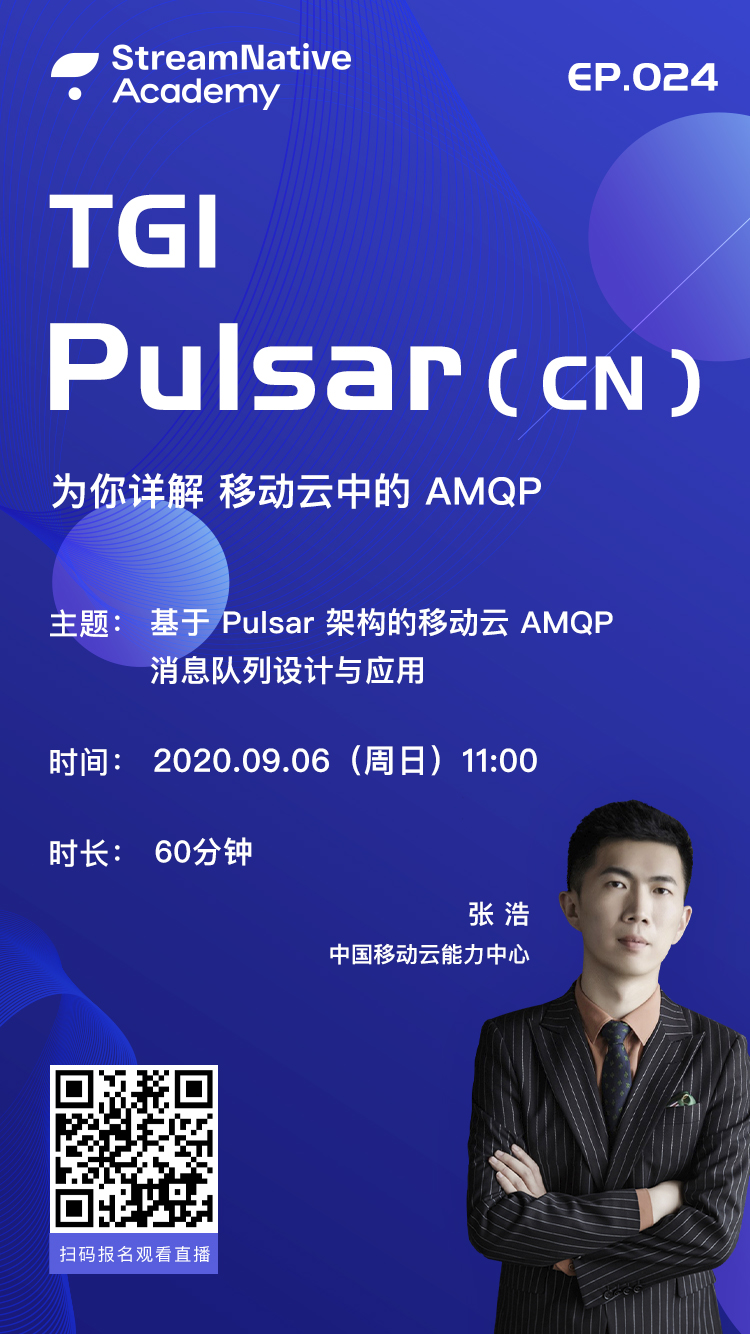 StreamNative
Academy
EP.024
TGI
Pulsar（CN）
为你详解 移动云中的 AMQP
主题： 基于 Pulsar 架构的移动云 AMQP
消息队列设计与应用
时间： 2020.09.06（周日）11:00
时长： 60分钟
张 浩
中国移动云能力中心
扫码报名观看直播